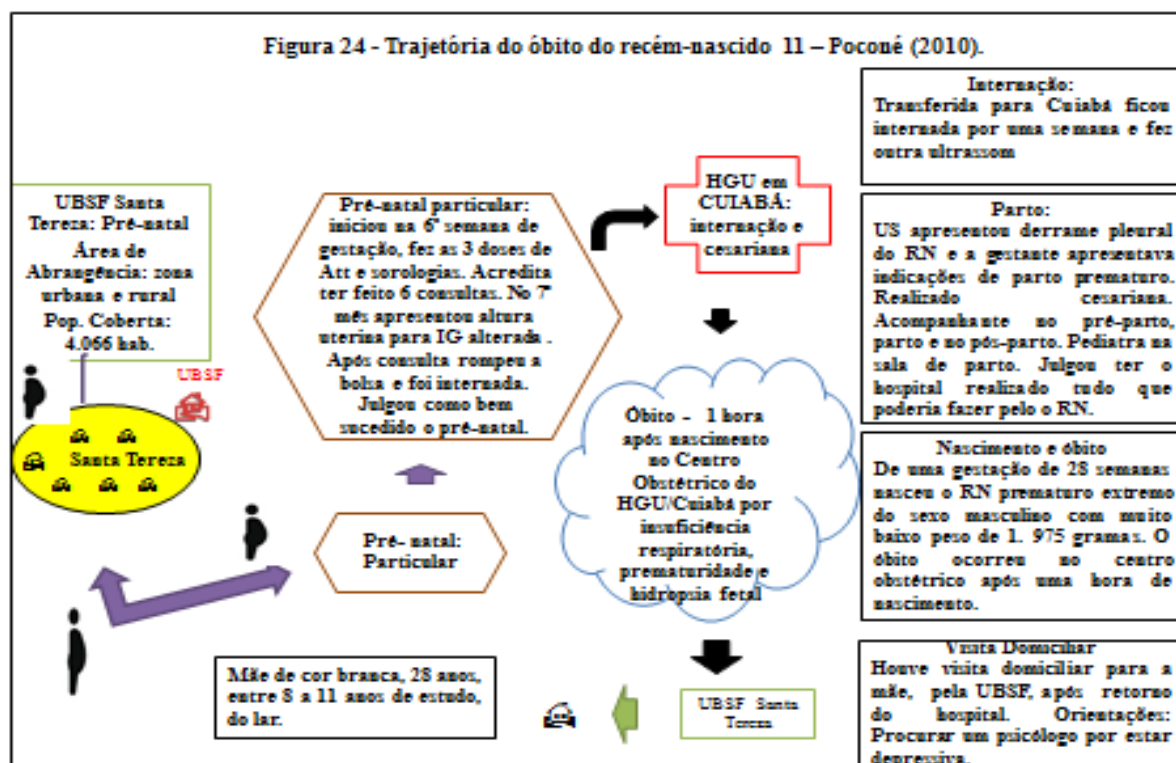 Figura 24 - Trajetória do óbito do recém-nascido 11 – Poconé (2010).
UBSF Santa
Tereza: Pré-natal
Área de
Abrangência: zona
urbana e rural
Pop. Coberta:
4.066 hab.
UBSF
Santa Tereza
Pré-natal particular:
iniciou na 6ª semana de
gestação, fez as 3 doses de
Att e sorologias. Acredita
ter feito 6 consultas. No 7º
mês apresentou altura
uterina para IG alterada .
Após consulta rompeu a
bolsa e foi internada.
Julgou como bem
sucedido o pré-natal.
Pré- natal:
Particular
Mãe de cor branca, 28 anos,
entre 8 a 11 anos de estudo,
do lar.
HGU em
CUIABÁ:
internação e
cesariana
Óbito – 1 hora
após nascimento
no Centro
Obstétrico do
HGU/Cuiabá por
insuficiência
respiratória,
prematuridade e
hidropsia fetal
UBSF Santa
Tereza
Internação:
Transferida para Cuiabá ficou
internada por uma semana e fez
outra ultrassom
Parto:
US apresentou derrame pleural
do RN e a gestante apresentava
indicações de parto prematuro.
Realizado cesariana.
Acompanhante no pré-parto,
parto e no pós-parto. Pediatra na
sala de parto. Julgou ter o
hospital realizado tudo que
poderia fazer pelo o RN.
Nascimento e óbito
De uma gestação de 28 semanas
nasceu o RN prematuro extremo
do sexo masculino com muito
baixo peso de 1. 975 gramas. O
óbito ocorreu no centro
obstétrico após uma hora de
nascimento.
Visita Domiciliar
Houve visita domiciliar para a
mãe, pela UBSF, após retorno
do hospital. Orientações:
Procurar um psicólogo por estar
depressiva.